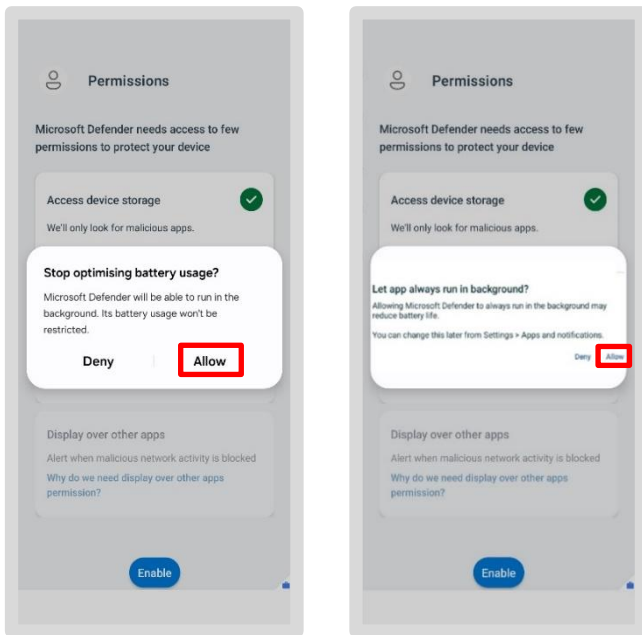 Permissions
Microsoft Defender needs access to few
permissions to protect your device
Access device storage
We'll only look for malicious apps.
Stop optimising battery usage?
Microsoft Defender will be able to run in the
background. Its battery usage won't be
restricted.
Deny
Allow
Display over other apps
Alert when malicious network activity is blocked
Why do we need display over other apps
permission?
Enable
Permissions
Microsoft Defender needs access to few
permissions to protect your device
Access device storage
We'll only look for malicious apps.
Let app always run in background?
Allowing Microsoft Defender to always run in the background may
reduce battery life.
You can change this later from Settings > Apps and notifications.
Deny
Allow
Display over other apps
Alert when malicious network activity is blocked
Why do we need display over other apps
permission?
Enable